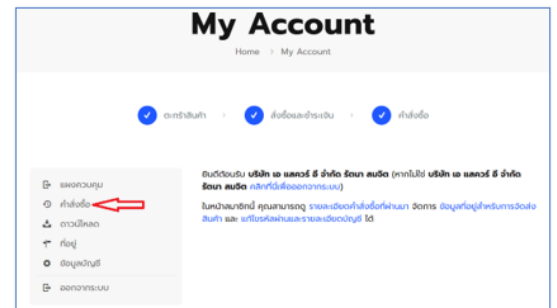 My Account
Home > My Account
ตะกร้าสินค้า > สั่งซื้อและชำระเงิน > คำสั่งซื้อ
แผงควบคุม
คำสั่งซื้อ
ดาวน์โหลด
ที่อยู่
ข้อมูลบัญชี
ออกจากระบบ
ยินดีต้อนรับ บริษัท เอ แสควร์ อี จำกัด รัตนา สมจิต (หากไม่ใช่ บริษัท เอ แสควร์ อี จำกัด
รัตนา สมจิต คลิกที่นี่เพื่อออกจากระบบ)
ในหน้าสมาชิกนี้ คุณสามารถดู รายละเอียดคำสั่งซื้อที่ผ่านมา จัดการ ข้อมูลที่อยู่สำหรับการจัดส่ง
สินค้า และ แก้ไขรหัสผ่านและรายละเอียดบัญชี ได้